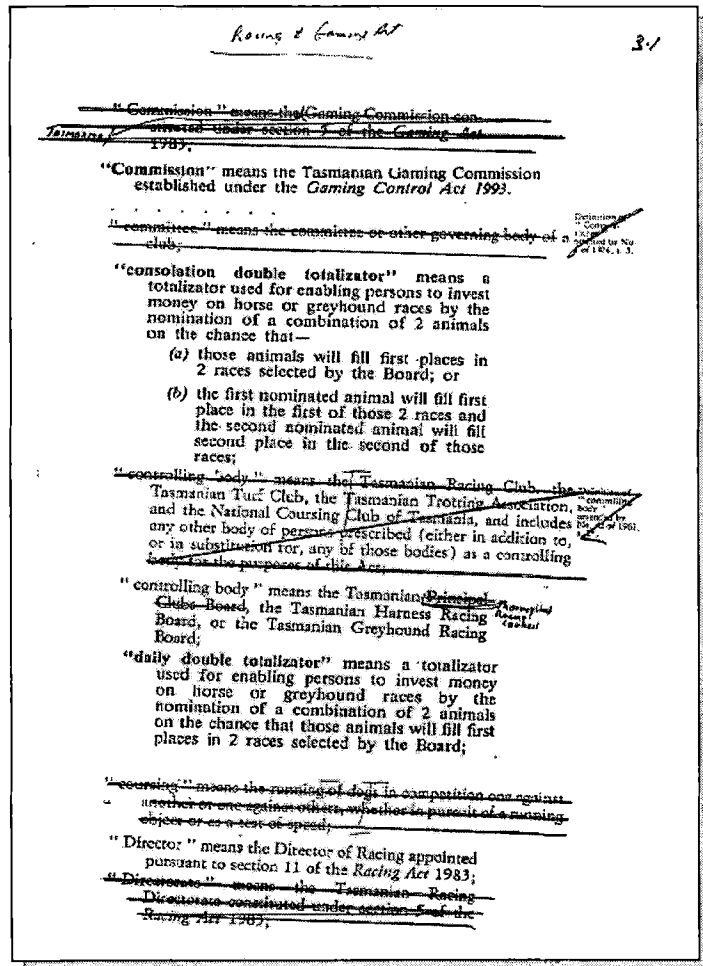 Racing & Gaming Act
3.1
" Commission " means the Gaming Commission con-
stituted under section 5 of the Gaming Act
Tasmanian
1983;
"Commission" means the Tasmanian Gaming Commission
established under the Gaming Control Act 1993.
. . . . . . .
" committee " means the committee or other governing body of a
club;
Definition of
"consolation double totalizator" means a
totalizator used for enabling persons to invest
money on horse or greyhound races by the
nomination of a combination of 2 animals
on the chance that—
(a) those animals will fill first places in
2 races selected by the Board; or
(b) the first nominated animal will fill first
place in the first of those 2 races and
the second nominated animal will fill
second place in the second of those
races;
" controlling body " means the Tasmanian Racing Club, the
Tasmanian Turf Club, the Tasmanian Trotting Association,
and the National Coursing Club of Tasmania, and includes
any other body of persons prescribed (either in addition to,
or in substitution for, any of those bodies) as a controlling
body for the purposes of this Act;
" controlling body " means the Tasmanian Principal
Clubs Board, the Tasmanian Harness Racing
Board, or the Tasmanian Greyhound Racing
Board;
Thoroughbred
Racing
Council
"daily double totalizator" means a totalizator
used for enabling persons to invest money
on horse or greyhound races by the
nomination of a combination of 2 animals
on the chance that those animals will fill first
places in 2 races selected by the Board;
" coursing " means the running of dogs in competition one against
another or one against others, whether in pursuit of a running
object or as a test of speed;
" Director " means the Director of Racing appointed
pursuant to section 11 of the Racing Act 1983;
" Directorate " means the Tasmanian Racing
Directorate constituted under section 5 of the
Racing Act 1983;